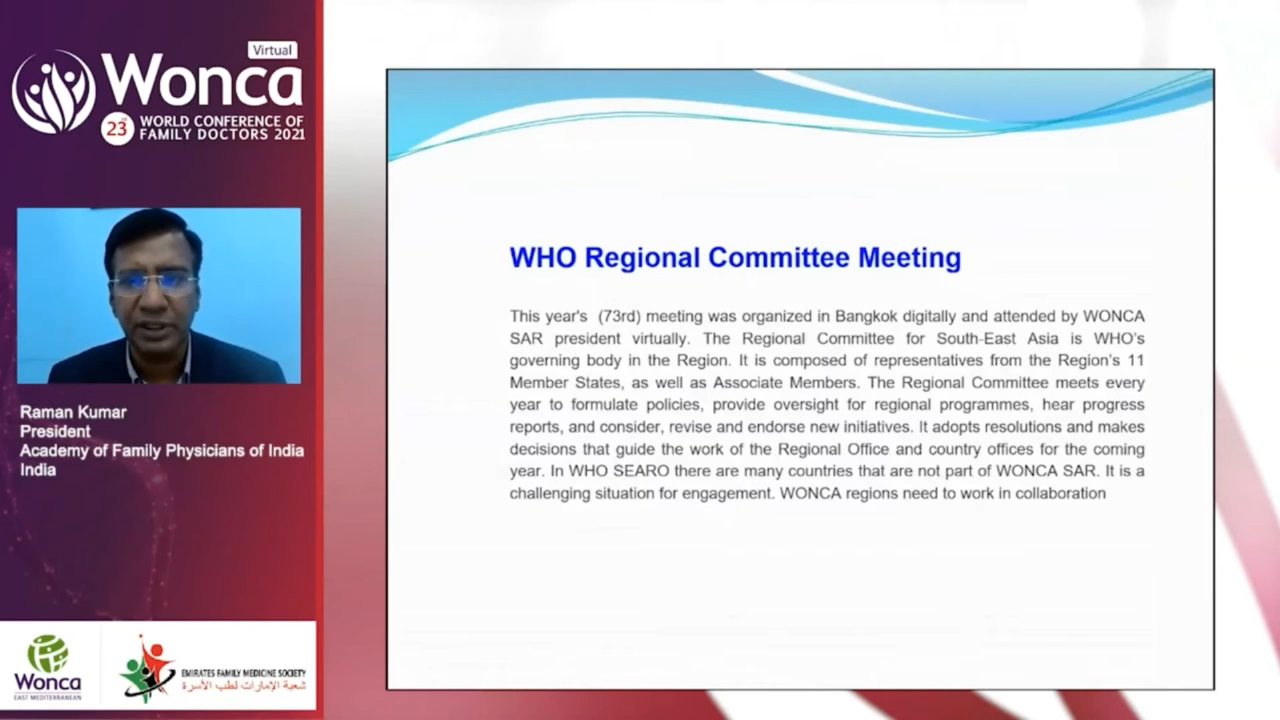 Virtual
Wonca
23 WORLD CONFERENCE OF
FAMILY DOCTORS 2021
Raman Kumar
President
Academy of Family Physicians of India
India
Wonca
EAST MEDITERRANEAN
EMIRATES FAMILY MEDICINE SOCIETY
شعبة الإمارات لطب الأسرة
WHO Regional Committee Meeting
This year's (73rd) meeting was organized in Bangkok digitally and attended by WONCA
SAR president virtually. The Regional Committee for South-East Asia is WHO's
governing body in the Region. It is composed of representatives from the Region's 11
Member States, as well as Associate Members. The Regional Committee meets every
year to formulate policies, provide oversight for regional programmes, hear progress
reports, and consider, revise and endorse new initiatives. It adopts resolutions and makes
decisions that guide the work of the Regional Office and country offices for the coming
year. In WHO SEARO there are many countries that are not part of WONCA SAR. It is a
challenging situation for engagement. WONCA regions need to work in collaboration